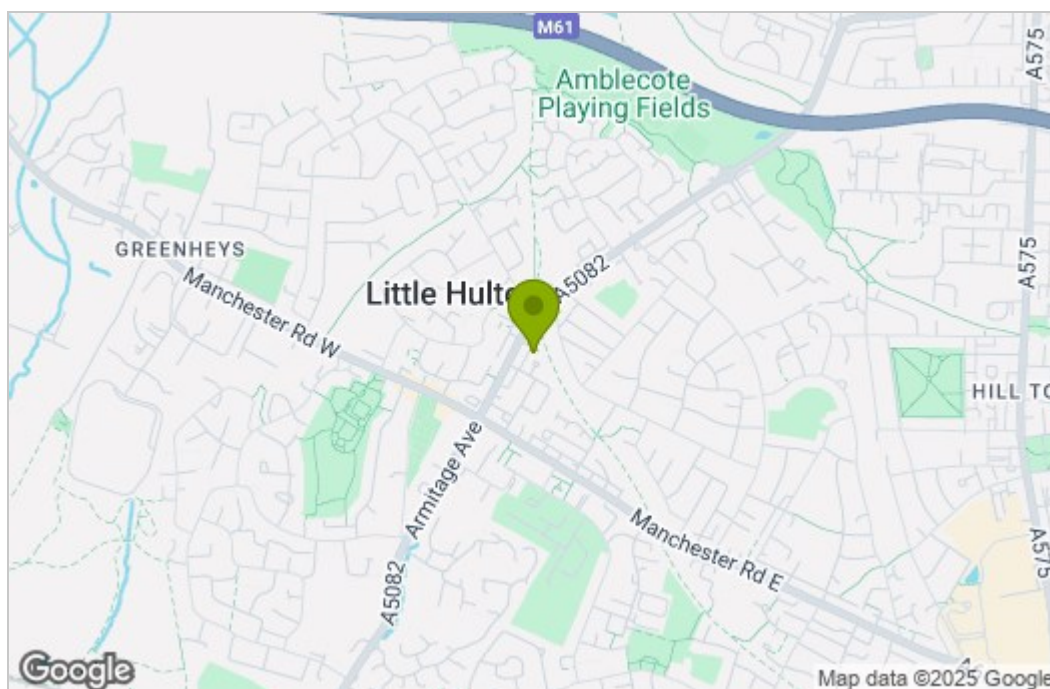 M61
A575
Amblecote
Playing Fields
GREENHEYS
A5082
A575
Little Hulte
Manchester Rd W
HILL TO
Armitage Ave
Manchester Rd E
A575
A5082
Google
Map data ©2025 Google